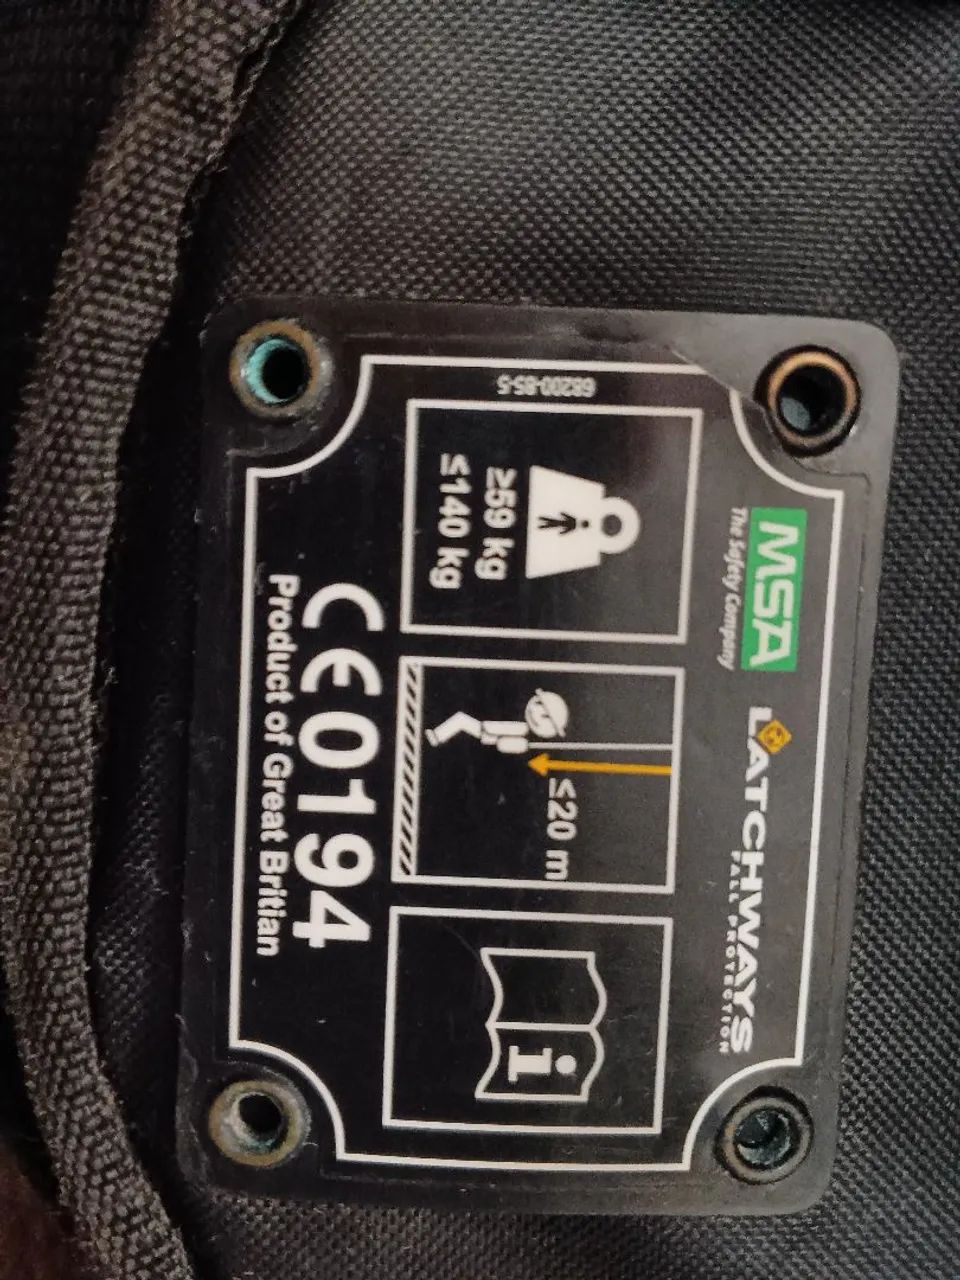 MSA
The Safety Company
LATCHWAYS
FALL PROTECTION
68200-85-5
≥59 kg
≤140 kg
≤20 m
i
CE0194
Product of Great Britian